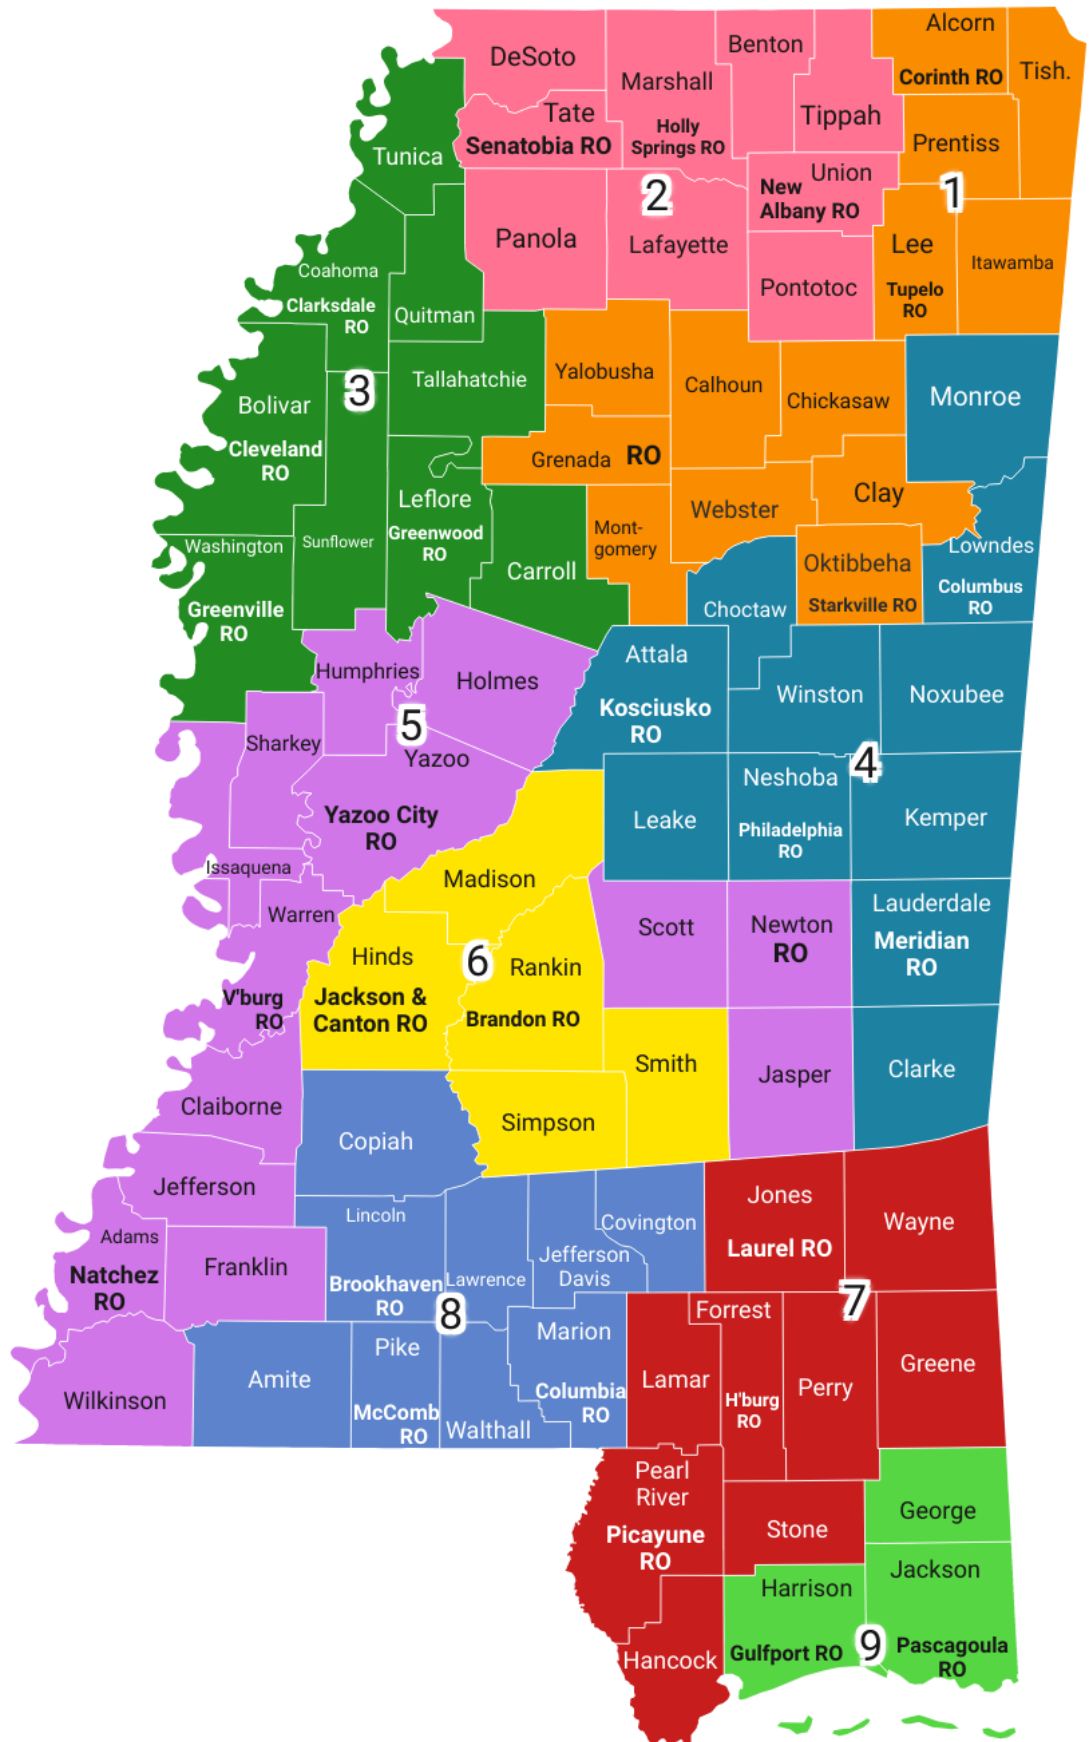 DeSoto
Tate
Senatobia RO
Marshall
Holly
Springs RO
Benton
Tippah
Alcorn
Corinth RO
Tish.
Prentiss
Tunica
Union
New
Albany RO
2
1
Panola
Lafayette
Pontotoc
Lee
Tupelo
RO
Itawamba
Coahoma
Clarksdale
RO
Quitman
3
Tallahatchie
Yalobusha
Calhoun
Chickasaw
Monroe
Bolivar
Cleveland
RO
Grenada RO
Leflore
Greenwood
RO
Webster
Clay
Mont-
gomery
Washington
Sunflower
Carroll
Oktibbeha
Starkville RO
Lowndes
Columbus
RO
Greenville
RO
Choctaw
Humphries
Holmes
Attala
Kosciusko
RO
Winston
Noxubee
5
Sharkey
Yazoo
Yazoo City
RO
4
Neshoba
Philadelphia
RO
Leake
Kemper
Issaquena
Warren
Madison
V'burg
RO
Hinds
Jackson &
Canton RO
6
Rankin
Brandon RO
Scott
Newton
RO
Lauderdale
Meridian
RO
Smith
Jasper
Clarke
Claiborne
Copiah
Simpson
Jefferson
Adams
Natchez
RO
Franklin
Lincoln
Brookhaven
RO
Lawrence
Jefferson
Davis
Covington
Jones
Laurel RO
Wayne
8
7
Wilkinson
Amite
Pike
McComb
RO
Walthall
Marion
Columbia
RO
Lamar
Forrest
H'burg
RO
Perry
Greene
Pearl
River
Picayune
RO
Stone
George
Hancock
Harrison
Gulfport RO
9
Jackson
Pascagoula
RO